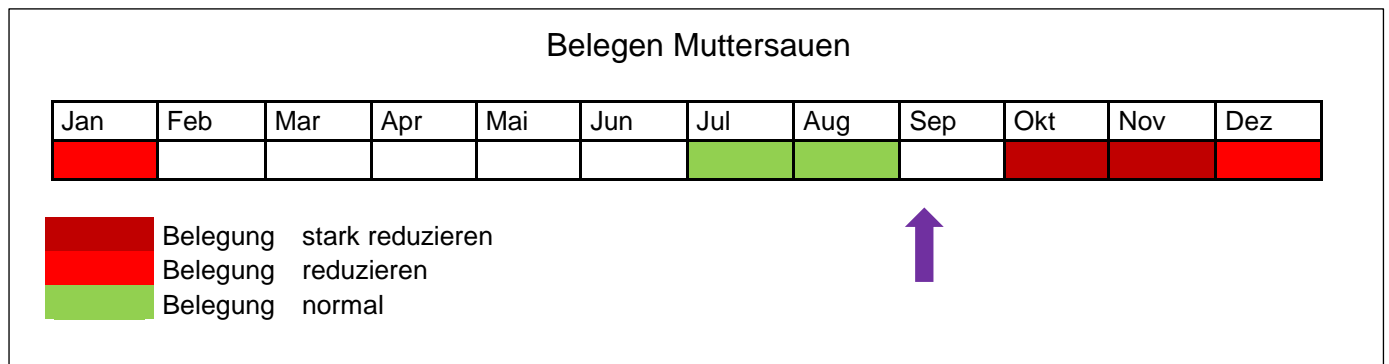 Belegen Muttersauen
Jan Feb Mar Apr Mai Jun Jul Aug Sep Okt Nov Dez
Belegung stark reduzieren
Belegung reduzieren
Belegung normal